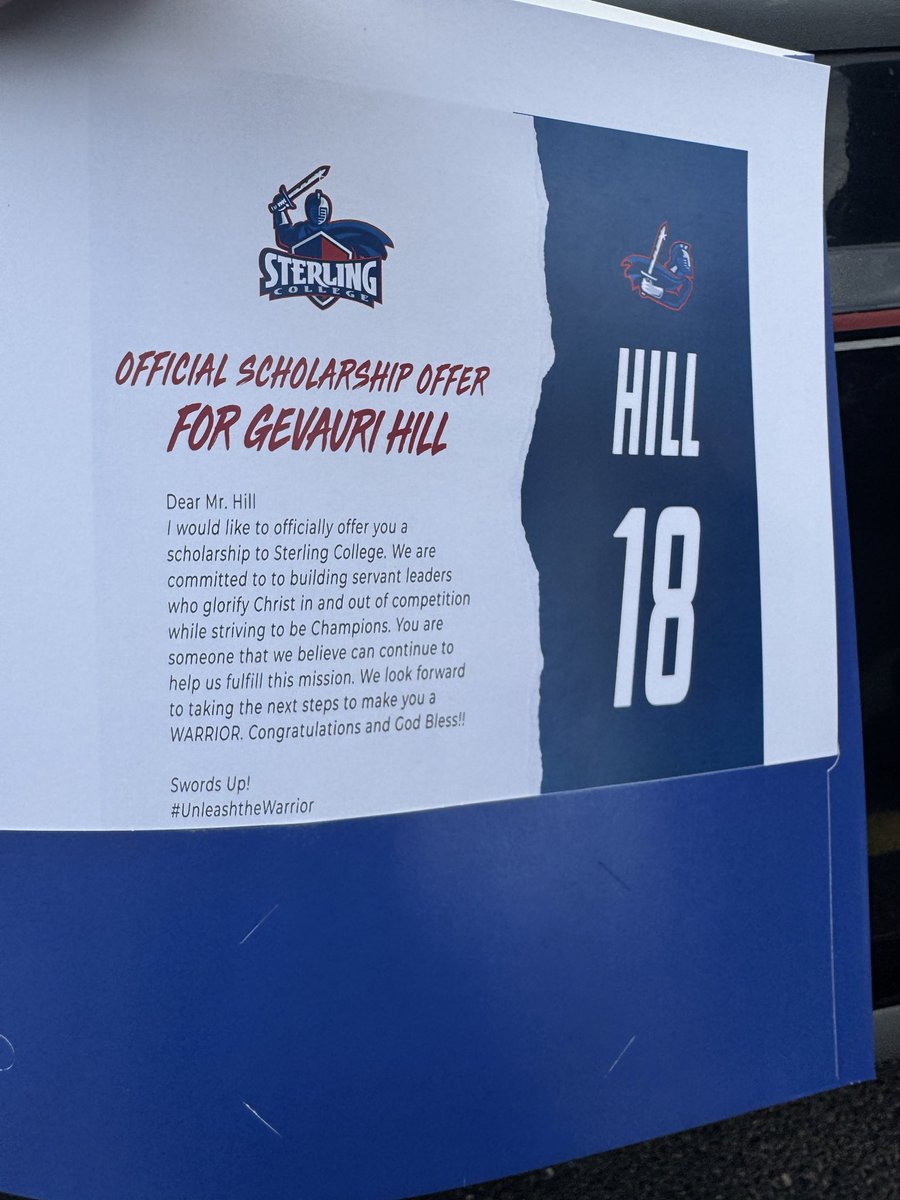 STERLING
COLLEGE
OFFICIAL SCHOLARSHIP OFFER
FOR GEVAURI HILL
Dear Mr. Hill
I would like to officially offer you a
scholarship to Sterling College. We are
committed to to building servant leaders
who glorify Christ in and out of competition
while striving to be Champions. You are
someone that we believe can continue to
help us fulfill this mission. We look forward
to taking the next steps to make you a
WARRIOR. Congratulations and God Bless!!
Swords Up!
#UnleashtheWarrior
HILL
18